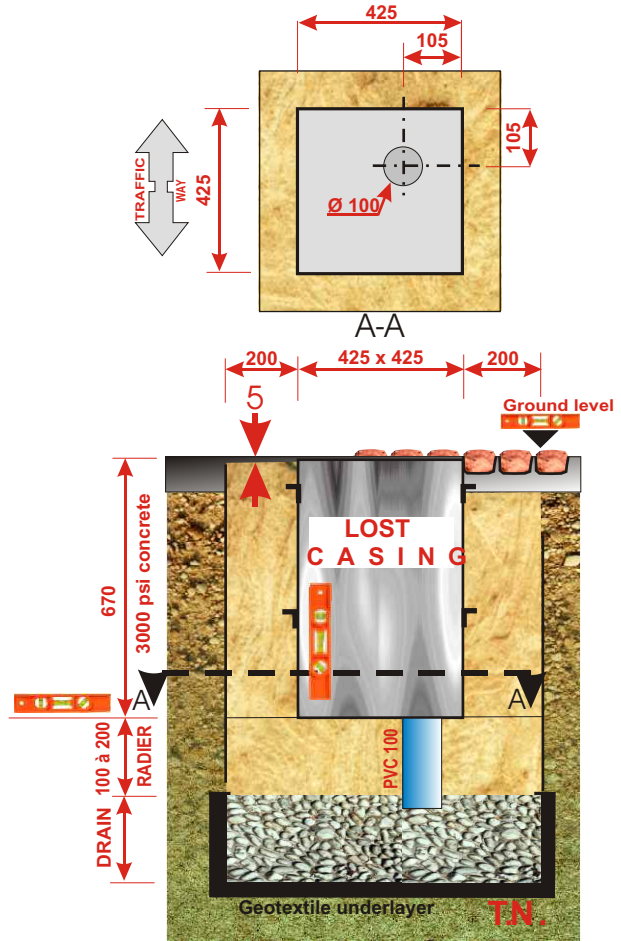 425
105
105
425
TRAFFIC
WAY
Ø 100
A-A
200
425 x 425
200
5
Ground level
LOST
CASING
670
3000 psi concrete
A
A
100 à 200
RADIER
PVC 100
DRAIN
Geotextile underlayer
T.N.